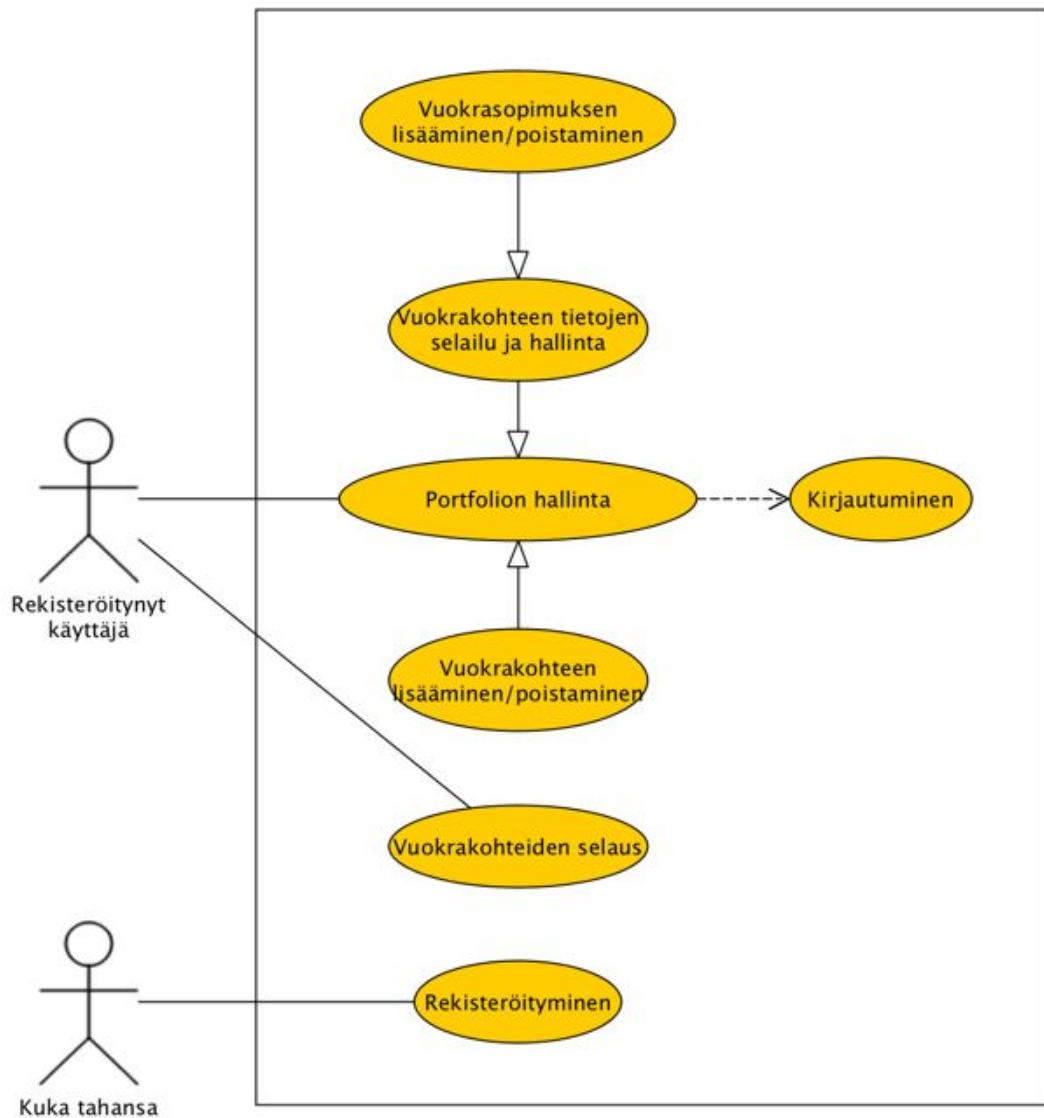 Vuokrasopimuksen
lisääminen/poistaminen
Vuokrakohteen tietojen
selailu ja hallinta
Portfolion hallinta
Kirjautuminen
Rekisteröitynyt
käyttäjä
Vuokrakohteen
lisääminen/poistaminen
Vuokrakohteiden selaus
Rekisteröityminen
Kuka tahansa